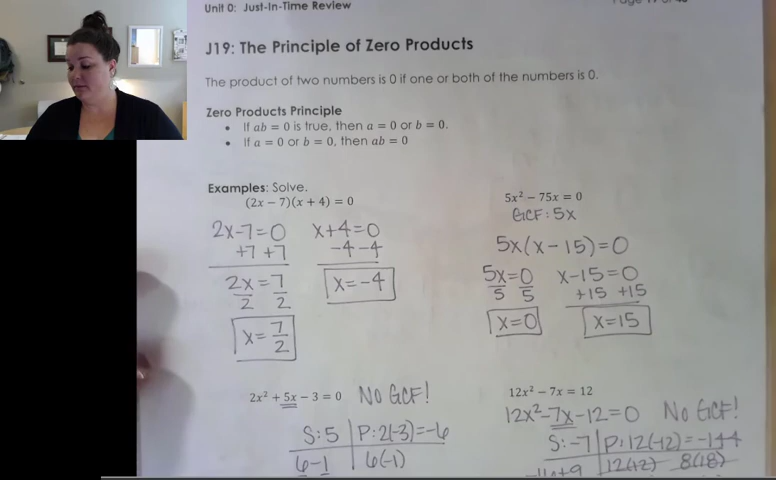 Unit 0: Just-In-Time Review
J19: The Principle of Zero Products
The product of two numbers is 0 if one or both of the numbers is 0.
Zero Products Principle
• If ab = 0 is true, then a = 0 or b = 0.
• If a = 0 or b = 0, then ab = 0
Examples: Solve.
(2x − 7)(x + 4) = 0
2x-7=0 x+4=0
+7 +7 -4 -4
2x = 7 x=-4
2 2
x= 7/2
5x² − 75x = 0
GCF: 5x
5x(x-15)=0
5x=0 x-15=0
5 5 +15 +15
x=0 x=15
2x² + 5x − 3 = 0 No GCF!
S: 5 P: 2(-3)=-6
6-1 6(-1)
12x² − 7x = 12
12x²-7x-12=0 No GCF!
S: -7 P: 12(-12)=-144
-16+9 12(12) 8(18)